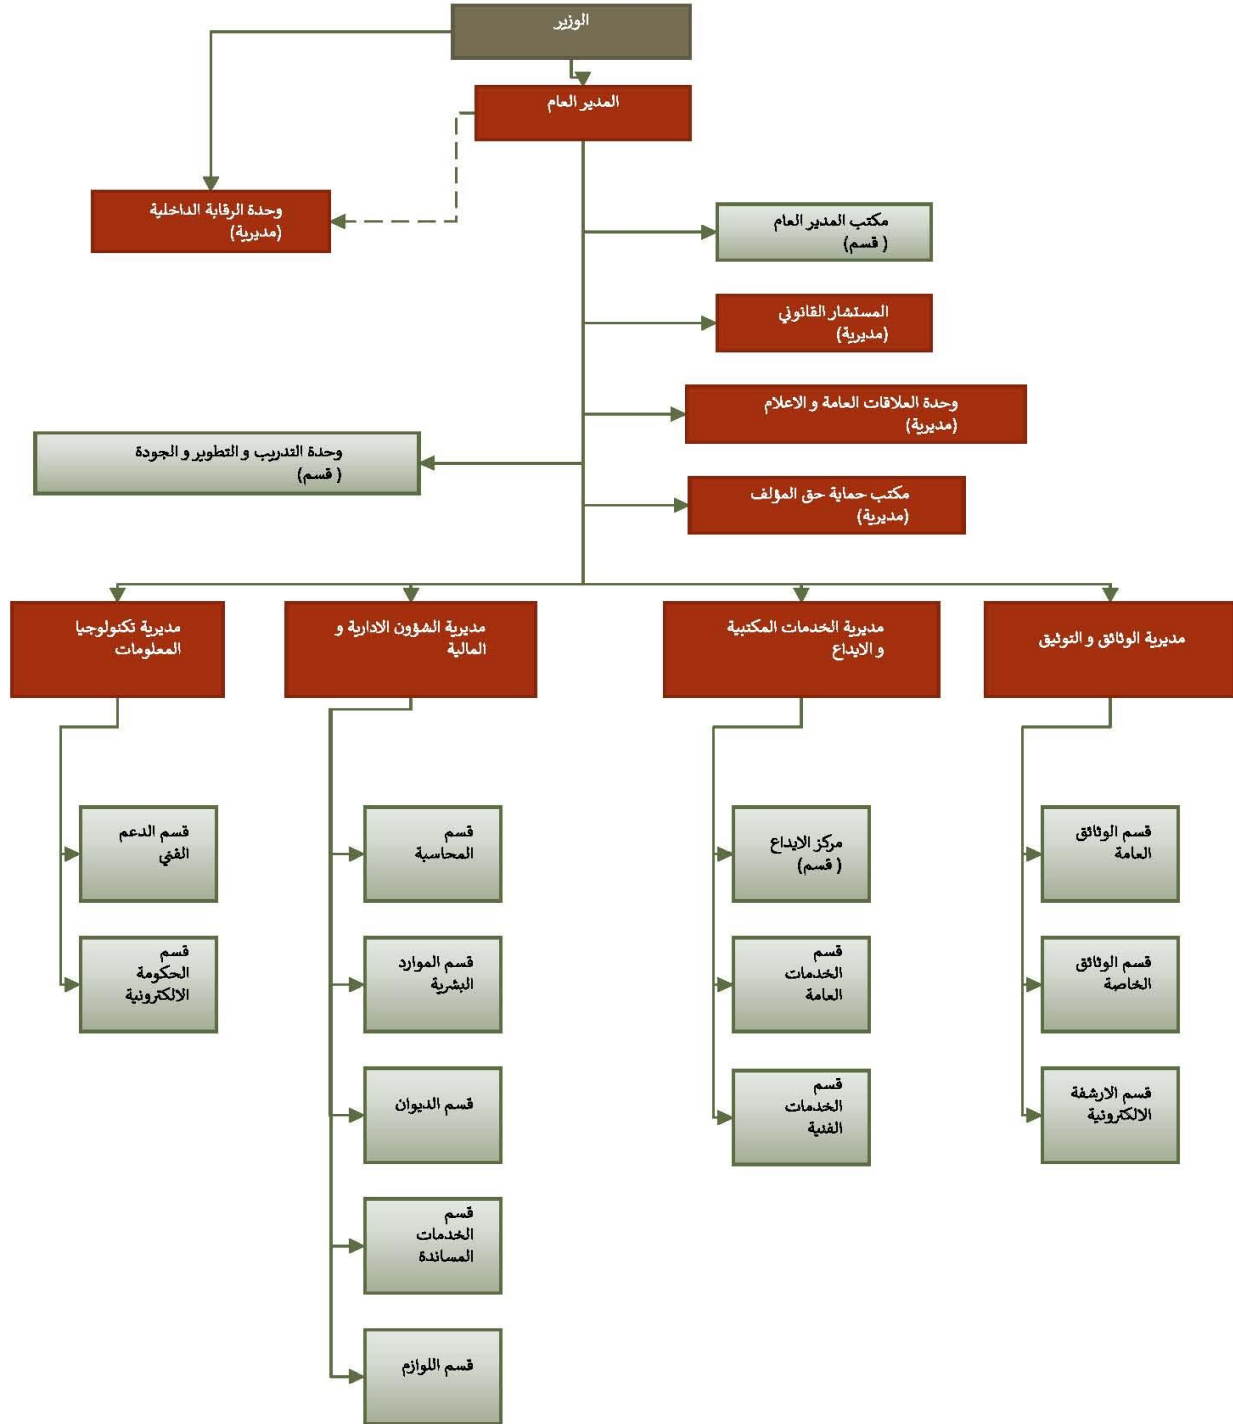 الوزير
المدير العام
وحدة الرقابة الداخلية
(مديرية)
مكتب المدير العام
( قسم)
المستشار القانوني
(مديرية)
وحدة العلاقات العامة و الاعلام
(مديرية)
وحدة التدريب و التطوير و الجودة
( قسم)
مكتب حماية حق المؤلف
(مديرية)
مديرية الوثائق و التوثيق
مديرية الخدمات المكتبية
و الايداع
مديرية الشؤون الادارية و
المالية
مديرية تكنولوجيا
المعلومات
قسم الوثائق
العامة
قسم الوثائق
الخاصة
قسم الارشفة
الالكترونية
مركز الايداع
( قسم)
قسم
الخدمات
العامة
قسم
الخدمات
الفنية
قسم
المحاسبة
قسم الموارد
البشرية
قسم الديوان
قسم
الخدمات
المساندة
قسم اللوازم
قسم الدعم
الفني
قسم
الحكومة
الالكترونية